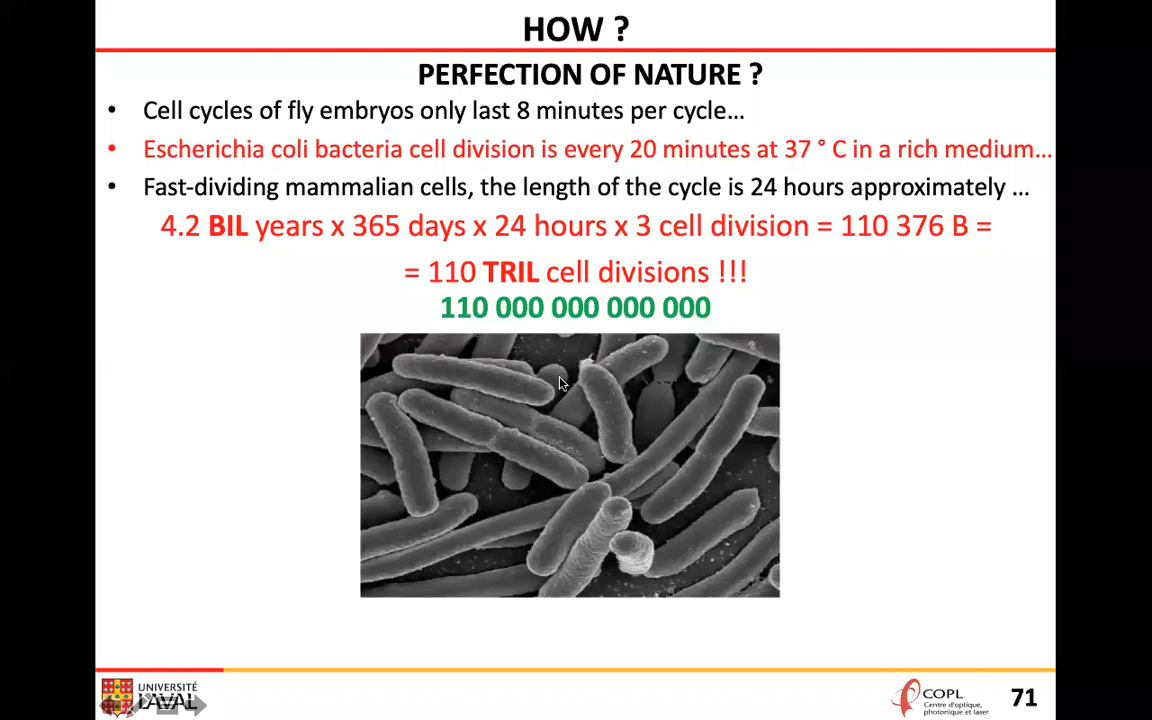 HOW ?
PERFECTION OF NATURE ?
• Cell cycles of fly embryos only last 8 minutes per cycle…
• Escherichia coli bacteria cell division is every 20 minutes at 37 ° C in a rich medium…
• Fast-dividing mammalian cells, the length of the cycle is 24 hours approximately …
4.2 BIL years x 365 days x 24 hours x 3 cell division = 110 376 B =
= 110 TRIL cell divisions !!!
110 000 000 000 000
UNIVERSITÉ
LAVAL
COPL
Centre d'optique,
photonique et laser
71